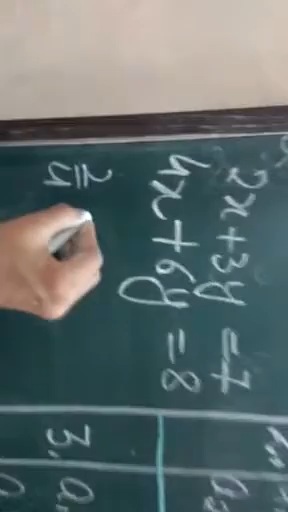 2x+3y = 7
4x+6y = 8
2
4
3. a